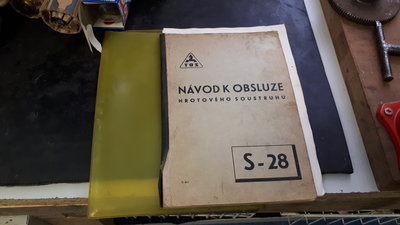 TOS
NÁVOD K OBSLUZE
HROTOVÉHO SOUSTRUHU
S-28